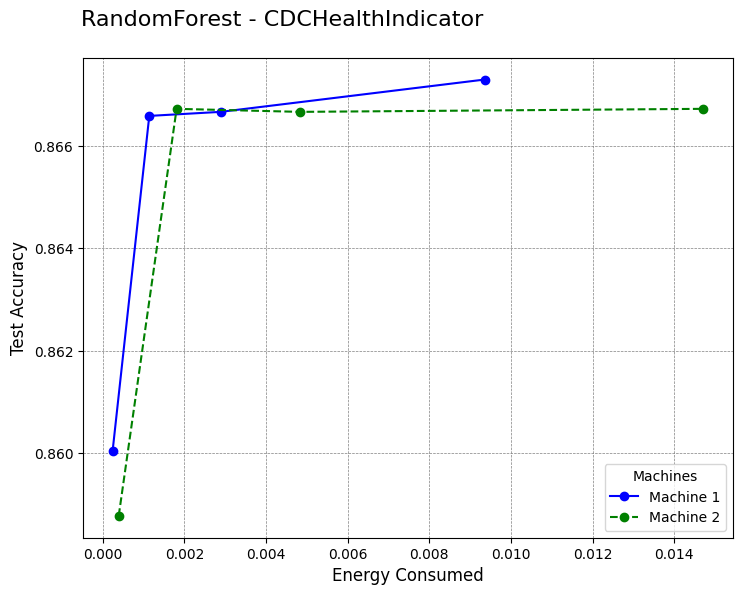 RandomForest - CDCHealthIndicator
Test Accuracy
0.866
0.864
0.862
0.860
Machines
Machine 1
Machine 2
0.000 0.002 0.004 0.006 0.008 0.010 0.012 0.014
Energy Consumed